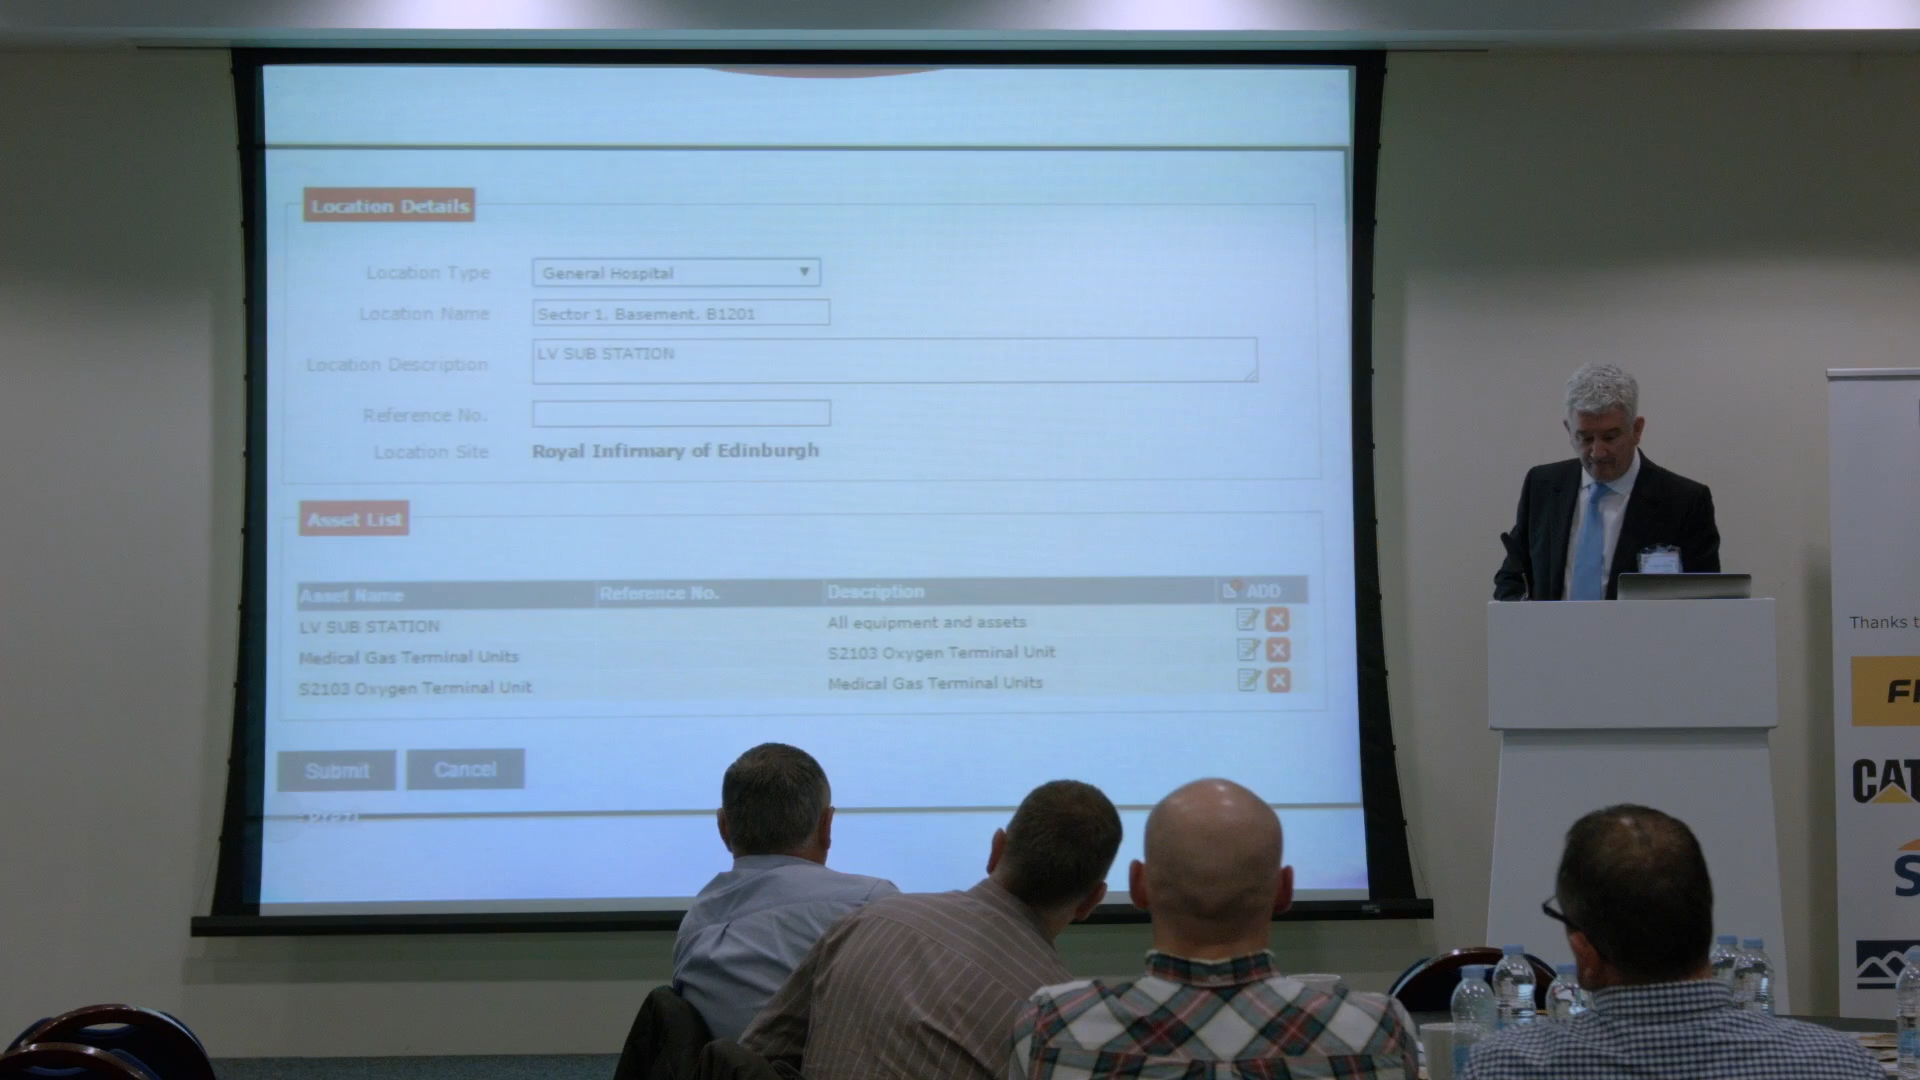 Location Details
Location Type General Hospital
Location Name Sector 1, Basement, B1201
Location Description LV SUB STATION
Reference No.
Location Site Royal Infirmary of Edinburgh
Asset List
Asset Name Reference No. Description ADD
LV SUB STATION All equipment and assets
Medical Gas Terminal Units S2103 Oxygen Terminal Unit
S2103 Oxygen Terminal Unit Medical Gas Terminal Units
Submit Cancel
Thanks t
CAT